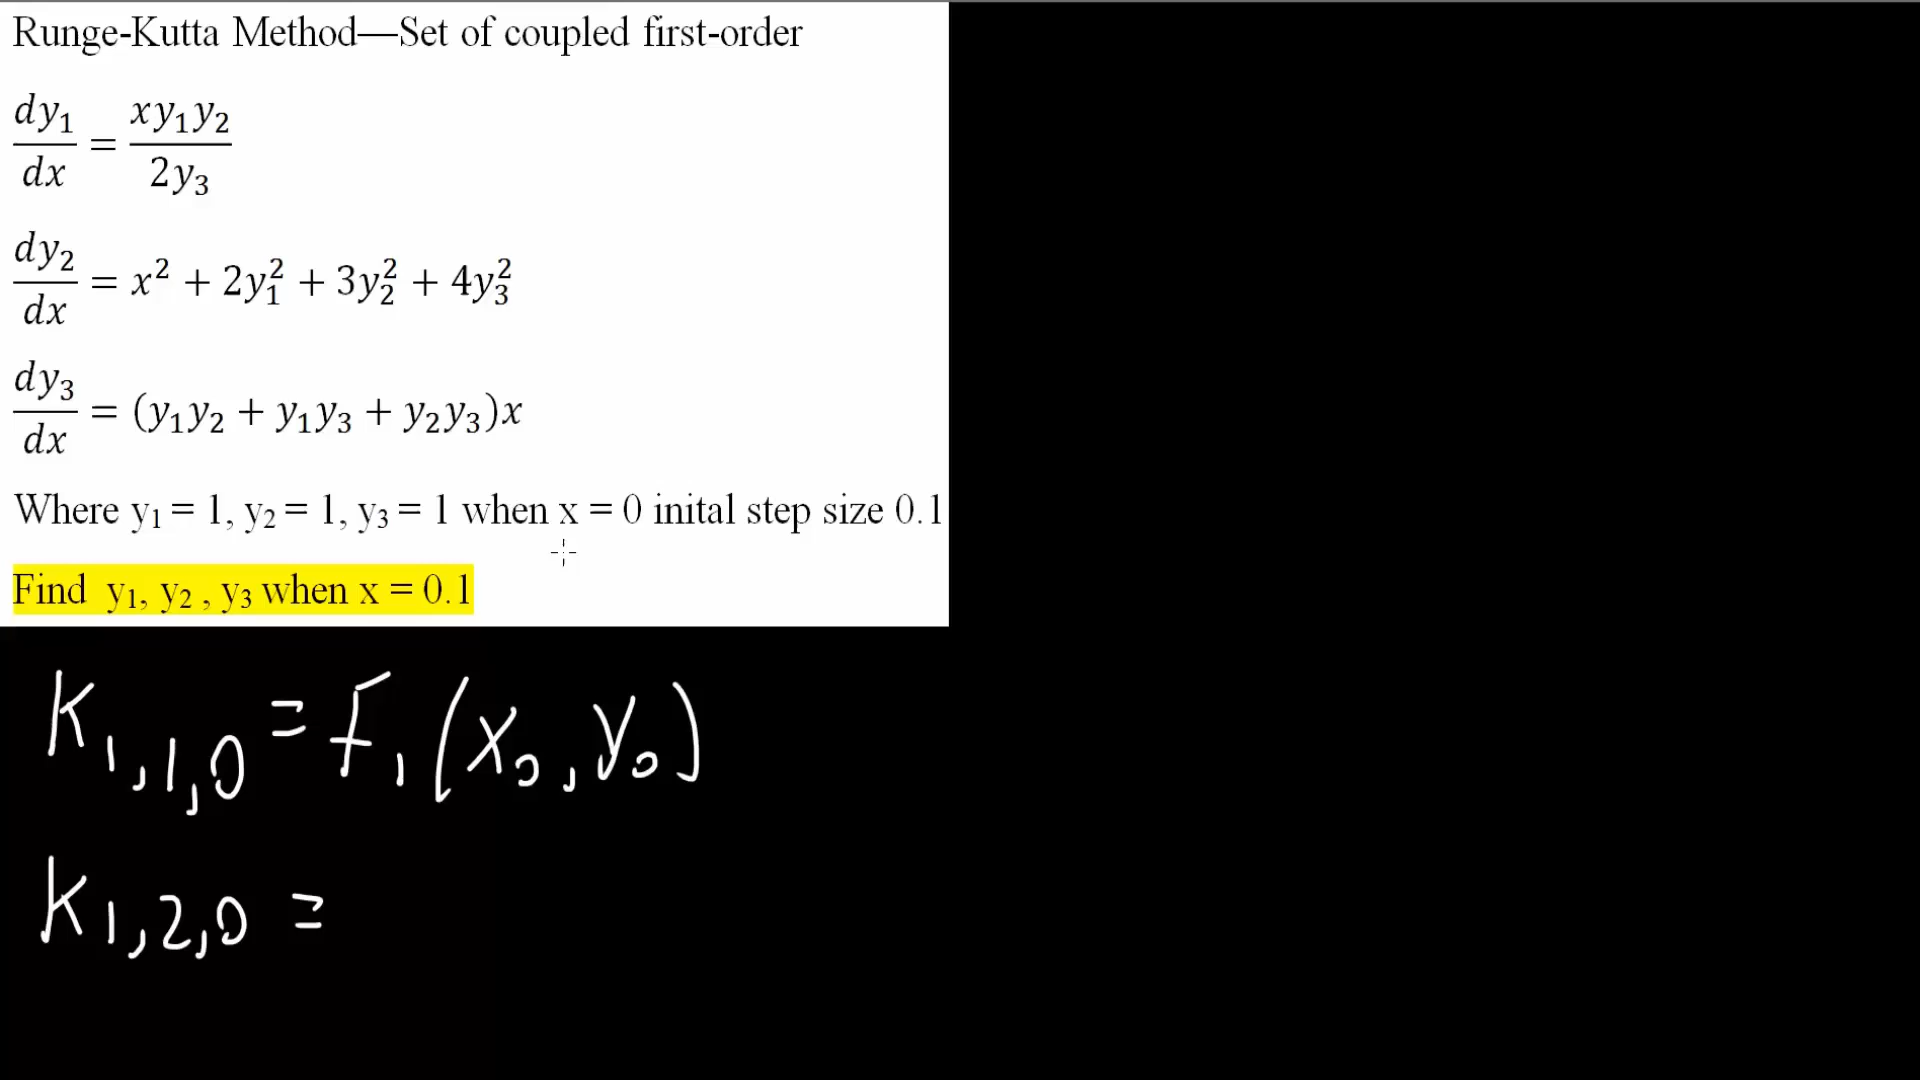 Runge-Kutta Method—Set of coupled first-order
dy₁/dx = xy₁y₂/2y₃
dy₂/dx = x² + 2y₁² + 3y₂² + 4y₃²
dy₃/dx = (y₁y₂ + y₁y₃ + y₂y₃)x
Where y₁ = 1, y₂ = 1, y₃ = 1 when x = 0 inital step size 0.1
Find y₁, y₂ , y₃ when x = 0.1
K₁,₁,₀ = F₁(x₀, y₀)
K₁,₂,₀ =